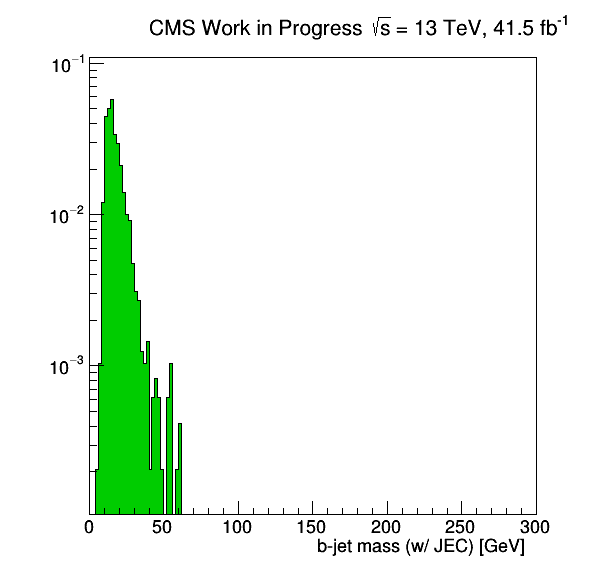 CMS Work in Progress √s = 13 TeV, 41.5 fb⁻¹
10⁻¹
10⁻²
10⁻³
0 50 100 150 200 250 300
b-jet mass (w/ JEC) [GeV]